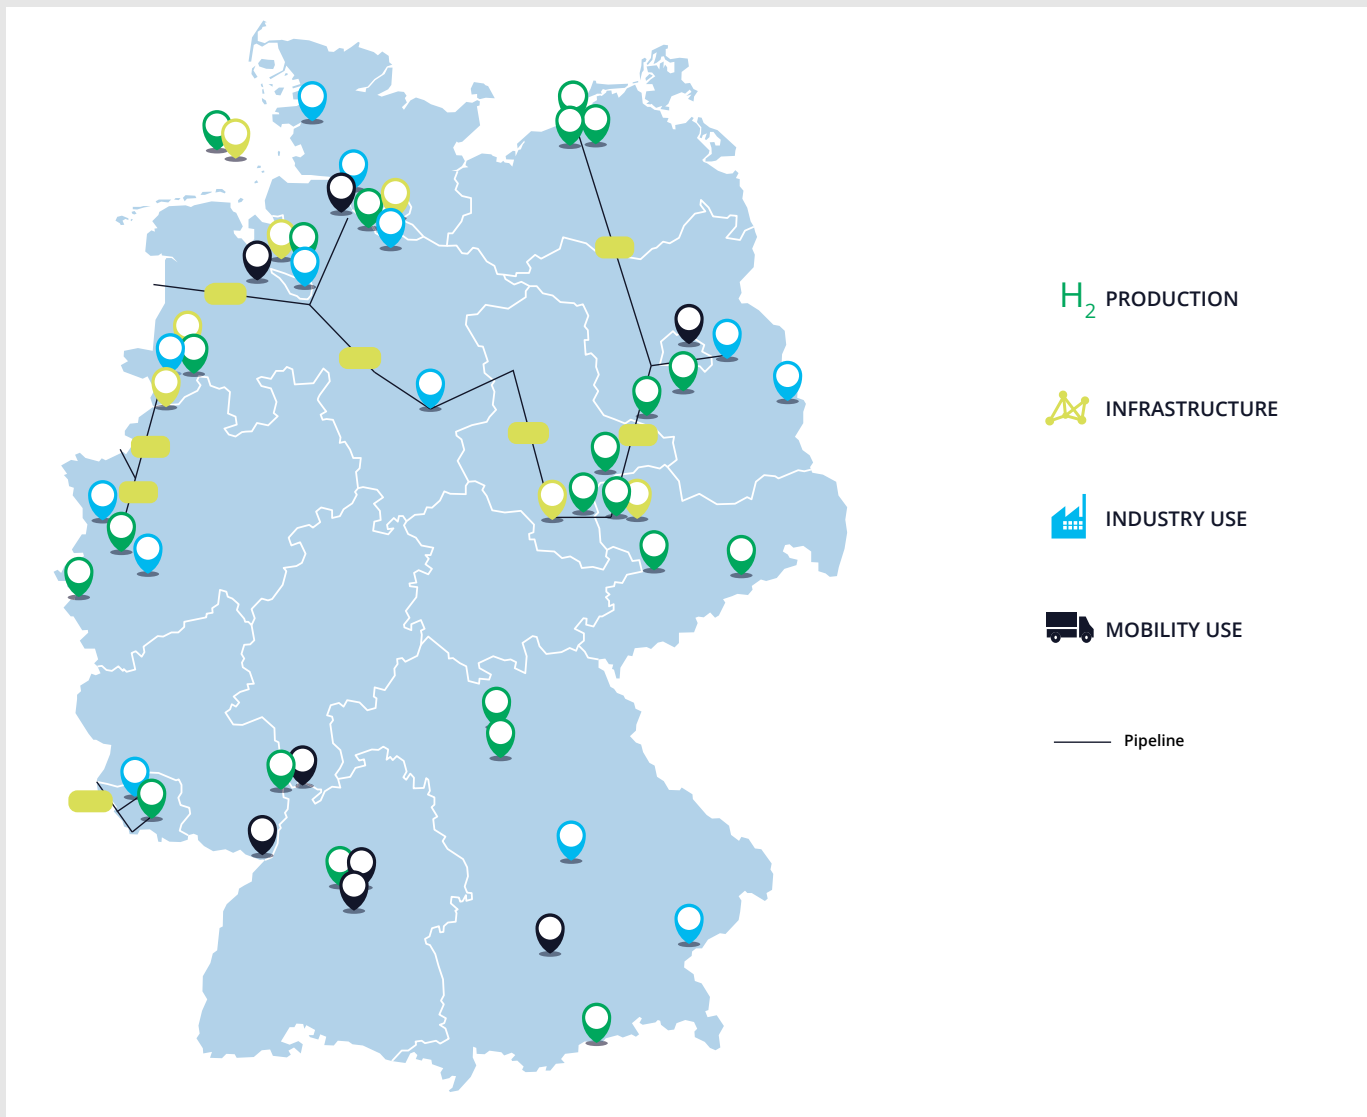 H2 PRODUCTION
INFRASTRUCTURE
INDUSTRY USE
MOBILITY USE
Pipeline